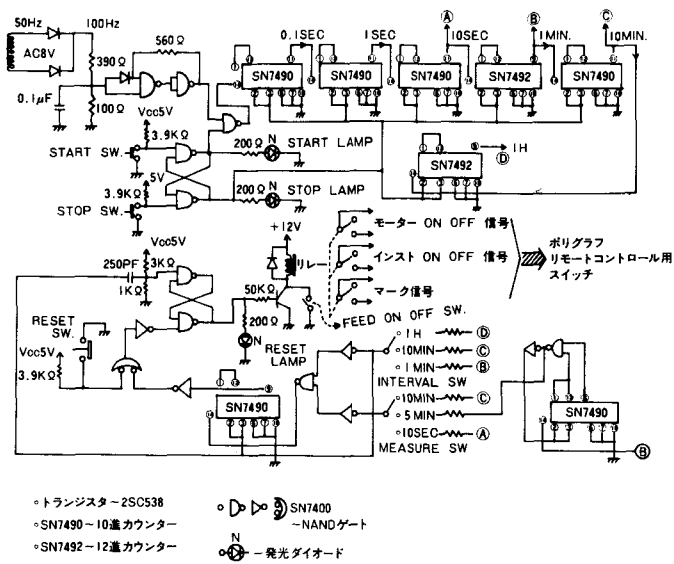 50Hz
100Hz
AC8V
560Ω
390Ω
0.1μF
100Ω
0.1SEC
1SEC
Ⓐ
10SEC
Ⓑ
1MIN.
Ⓒ
10MIN.
SN7490
SN7490
SN7490
SN7492
SN7490
Vcc5V
3.9KΩ
START SW.
200Ω
N
START LAMP
SN7492
1H
Ⓓ
5V
3.9KΩ
STOP SW.
200Ω
N
STOP LAMP
+12V
リレー
モーター ON OFF 信号
インスト ON OFF 信号
マーク信号
ポリグラフ
リモートコントロール用
スイッチ
Vcc5V
250PF
3KΩ
1KΩ
50KΩ
200Ω
N
RESET LAMP
FEED ON OFF SW.
RESET SW.
Vcc5V
3.9KΩ
1H
Ⓓ
10MIN
Ⓒ
1MIN
Ⓑ
INTERVAL SW
10MIN
Ⓒ
5MIN
10SEC
Ⓐ
MEASURE SW
SN7490
SN7490
Ⓑ
○トランジスター~2SC538
○SN7490~10進カウンター
○SN7492~12進カウンター
SN7400
~NANDゲート
N
~発光ダイオード